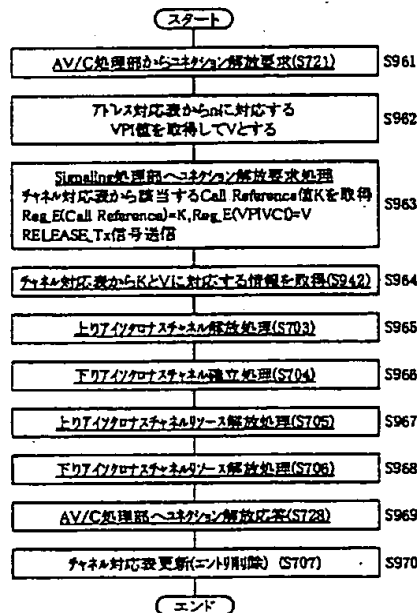 スタート
AV/C処理部からコネクション解放要求(S721)
S961
アドレス対応表からnに対応する
VPI値を取得してVとする
S962
Signaling処理部へコネクション解放要求処理
チャネル対応表から該当するCall Reference値Kを取得
Reg_E(Call Reference)=K,Reg_E(VPIVCI)=V
RELEASE_Tx信号送信
S963
チャネル対応表からKとVに対応する情報を取得(S942)
S964
上りアイソクロナスチャネル解放処理(S703)
S965
下りアイソクロナスチャネル確立処理(S704)
S966
上りアイソクロナスチャネルリソース解放処理(S705)
S967
下りアイソクロナスチャネルリソース解放処理(S706)
S968
AV/C処理部へコネクション解放応答(S728)
S969
チャネル対応表更新(エントリ削除) (S707)
S970
エンド